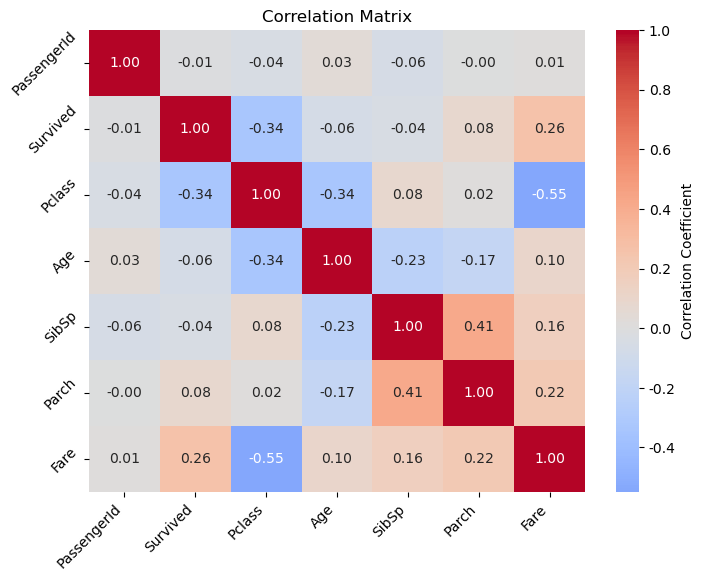 Correlation Matrix
PassengerId 1.00 -0.01 -0.04 0.03 -0.06 -0.00 0.01
Survived -0.01 1.00 -0.34 -0.06 -0.04 0.08 0.26
Pclass -0.04 -0.34 1.00 -0.34 0.08 0.02 -0.55
Age 0.03 -0.06 -0.34 1.00 -0.23 -0.17 0.10
SibSp -0.06 -0.04 0.08 -0.23 1.00 0.41 0.16
Parch -0.00 0.08 0.02 -0.17 0.41 1.00 0.22
Fare 0.01 0.26 -0.55 0.10 0.16 0.22 1.00
PassengerId Survived Pclass Age SibSp Parch Fare
1.0
0.8
0.6
0.4
0.2
0.0
-0.2
-0.4
Correlation Coefficient